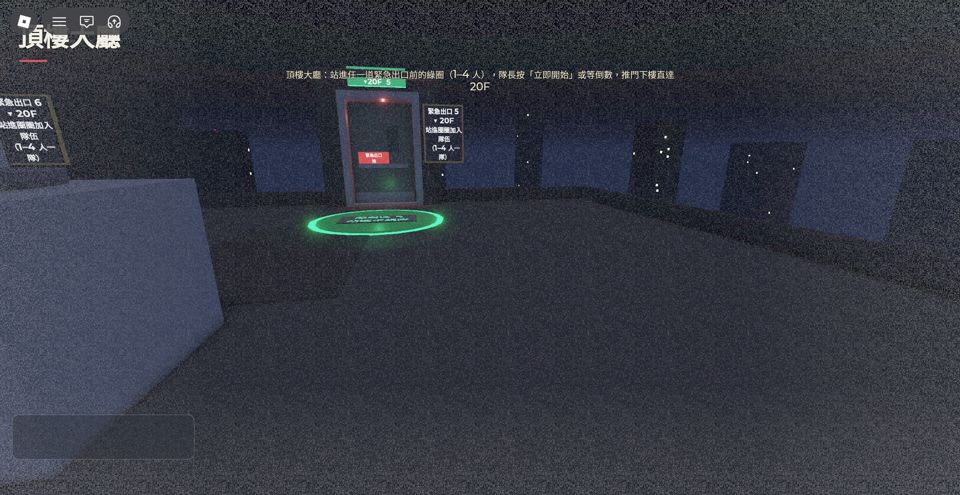 頂樓大廳
頂樓大廳：站進任一道緊急出口前的綠圈（1–4 人），隊長按「立即開始」或等倒數，推門下樓直達
20F
▼20F 5
緊急出口 6
▼ 20F
站進圈圈加入
隊伍
（1–4 人一
隊）
緊急出口 5
▼ 20F
站進圈圈加入
隊伍
（1–4 人一
隊）
緊急出口